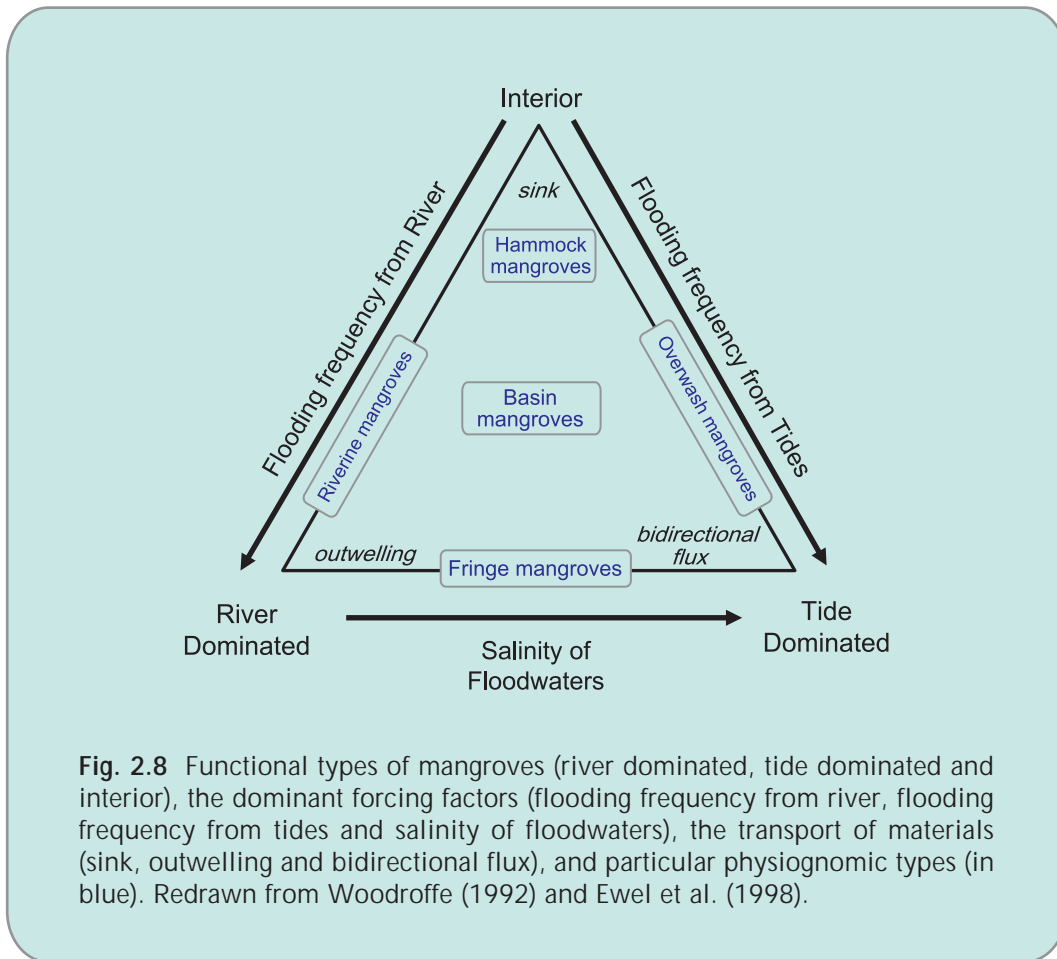 Interior
Flooding frequency from River
Flooding frequency from Tides
sink
Hammock
mangroves
Riverine mangroves
Overwash mangroves
Basin
mangroves
outwelling
bidirectional
flux
Fringe mangroves
River
Dominated
Tide
Dominated
Salinity of
Floodwaters
Fig. 2.8 Functional types of mangroves (river dominated, tide dominated and
interior), the dominant forcing factors (flooding frequency from river, flooding
frequency from tides and salinity of floodwaters), the transport of materials
(sink, outwelling and bidirectional flux), and particular physiognomic types (in
blue). Redrawn from Woodroffe (1992) and Ewel et al. (1998).